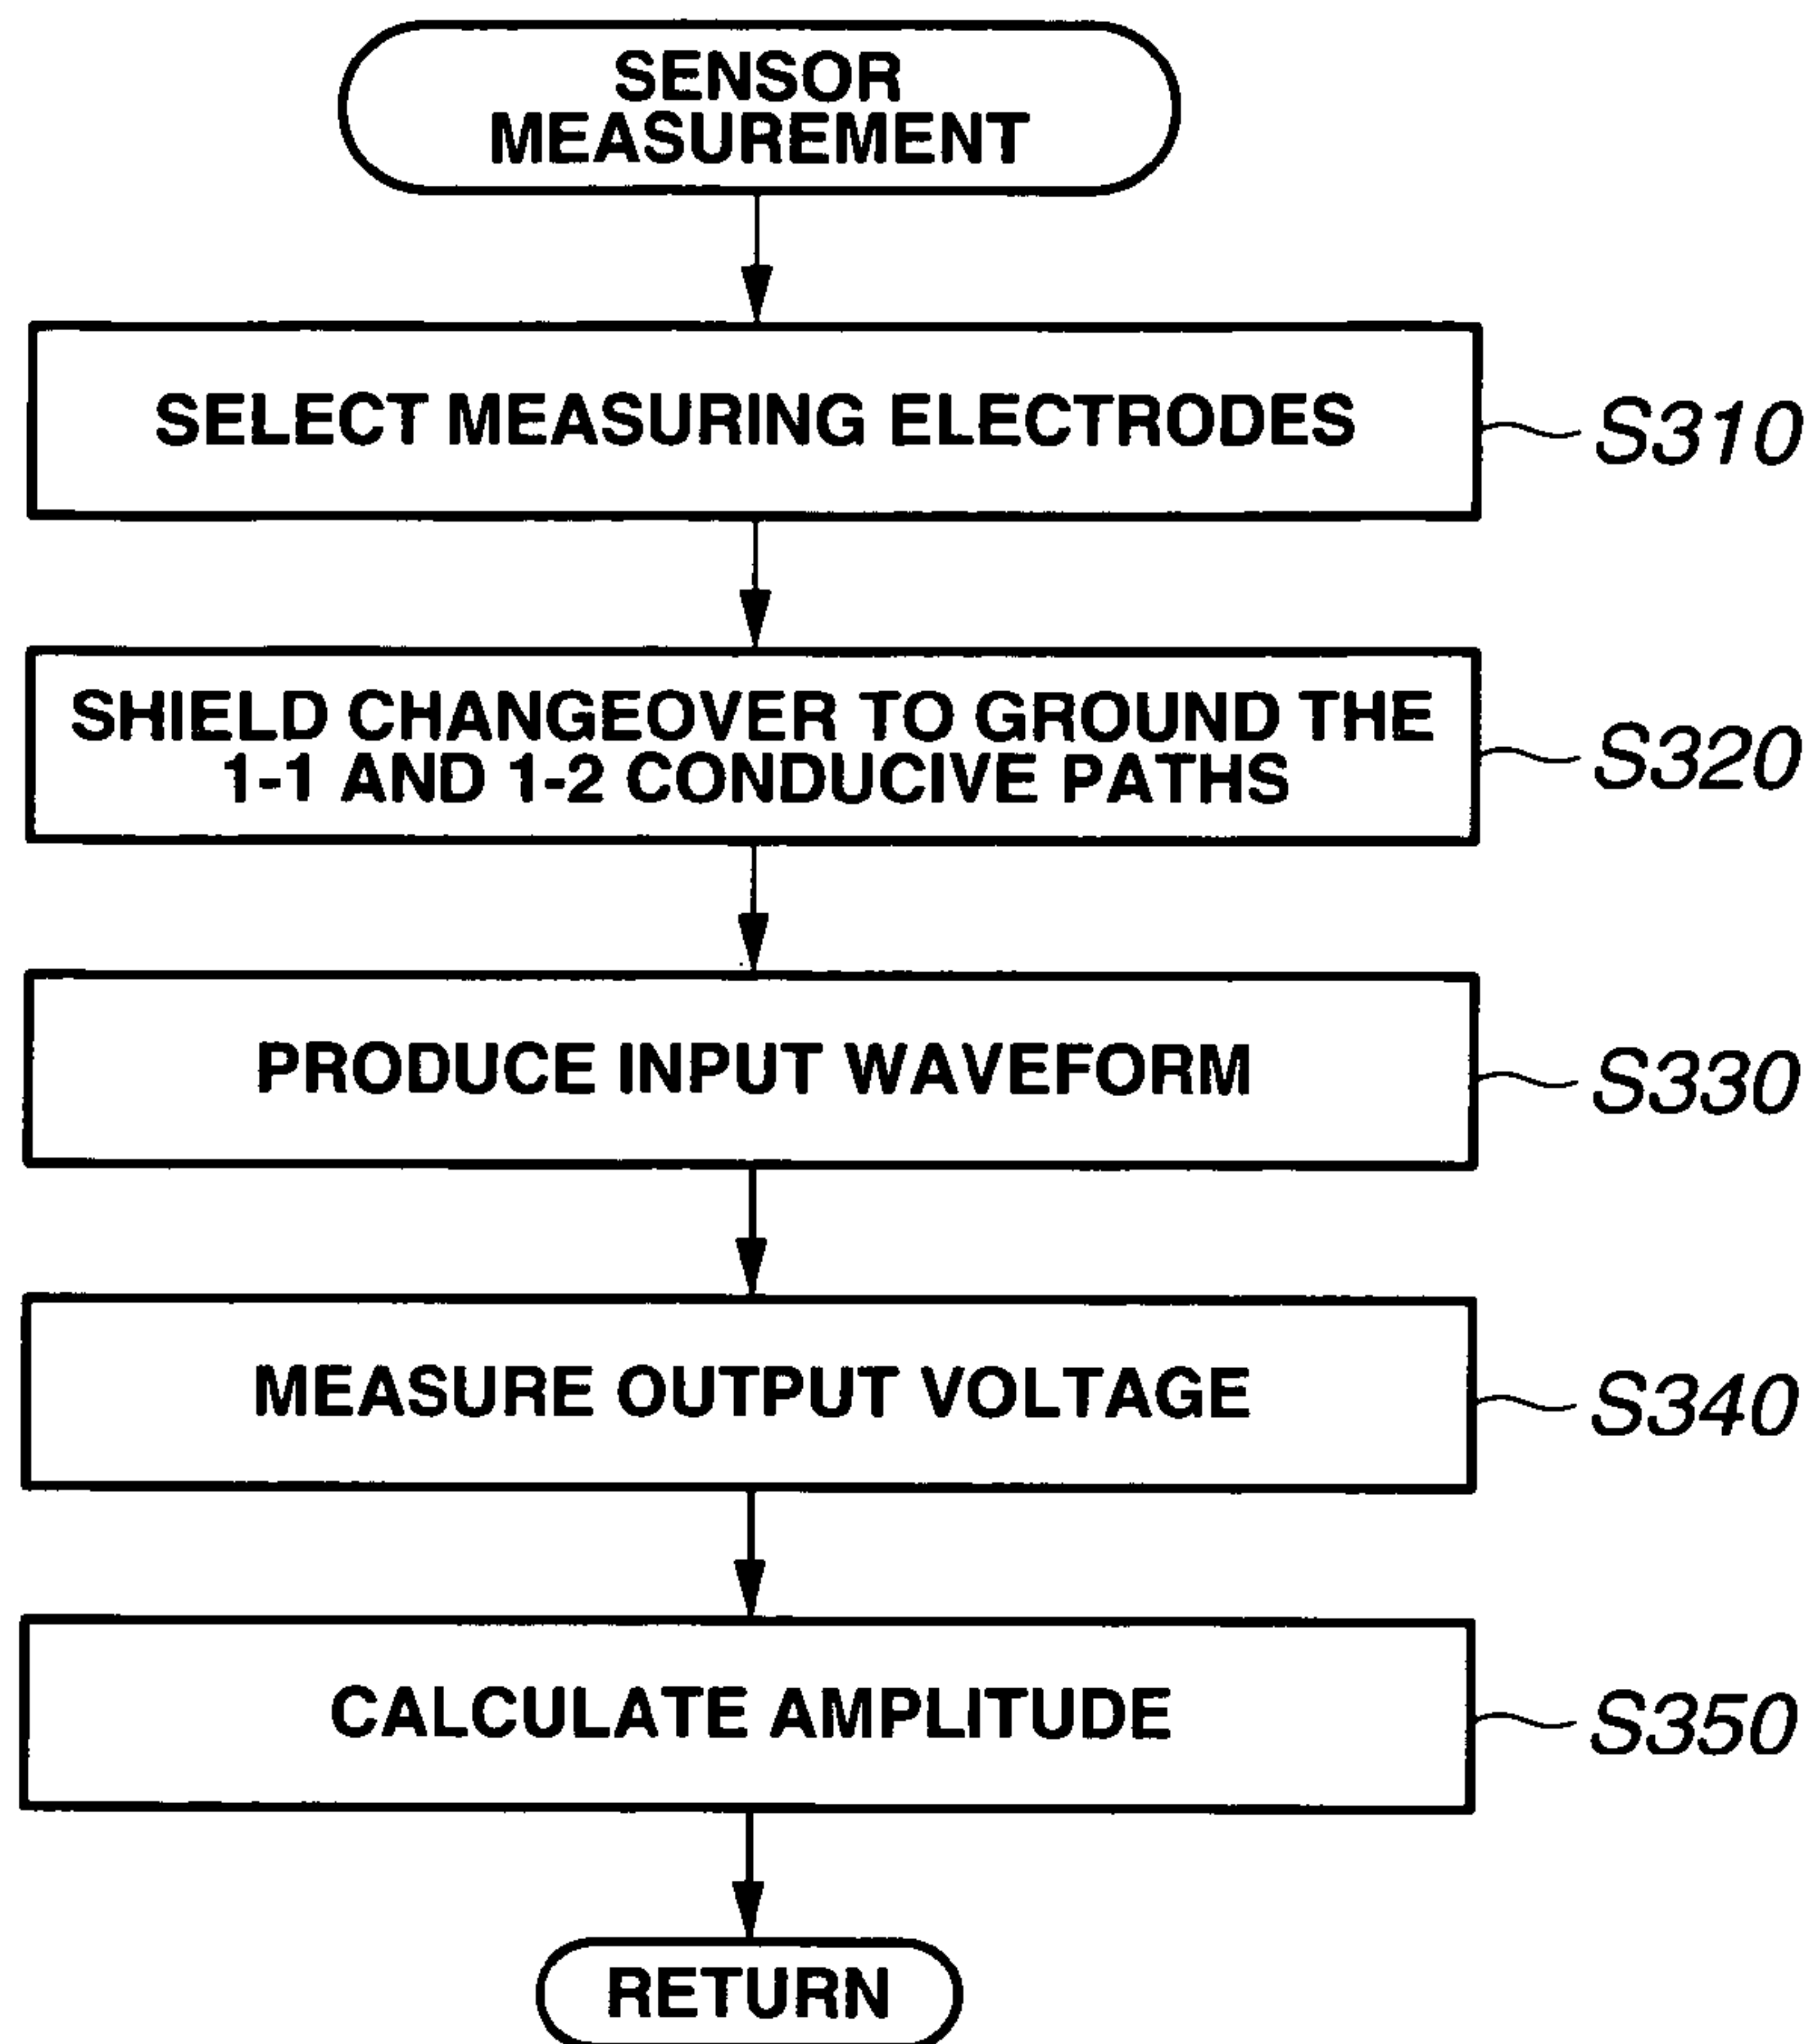 SENSOR
MEASUREMENT
SELECT MEASURING ELECTRODES
S310
SHIELD CHANGEOVER TO GROUND THE
1-1 AND 1-2 CONDUCIVE PATHS
S320
PRODUCE INPUT WAVEFORM
S330
MEASURE OUTPUT VOLTAGE
S340
CALCULATE AMPLITUDE
S350
RETURN